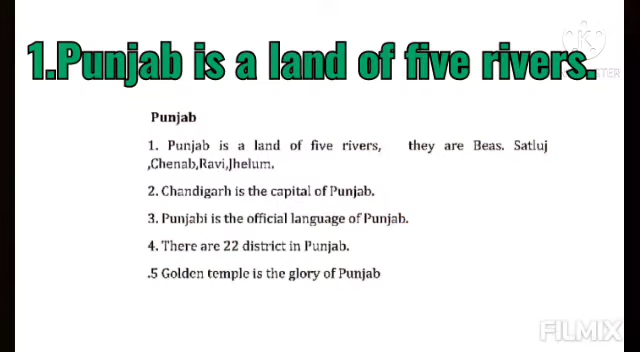 1.Punjab is a land of five rivers.
Punjab
1. Punjab is a land of five rivers, they are Beas. Satluj
,Chenab,Ravi,Jhelum.
2. Chandigarh is the capital of Punjab.
3. Punjabi is the official language of Punjab.
4. There are 22 district in Punjab.
.5 Golden temple is the glory of Punjab
FILMIX